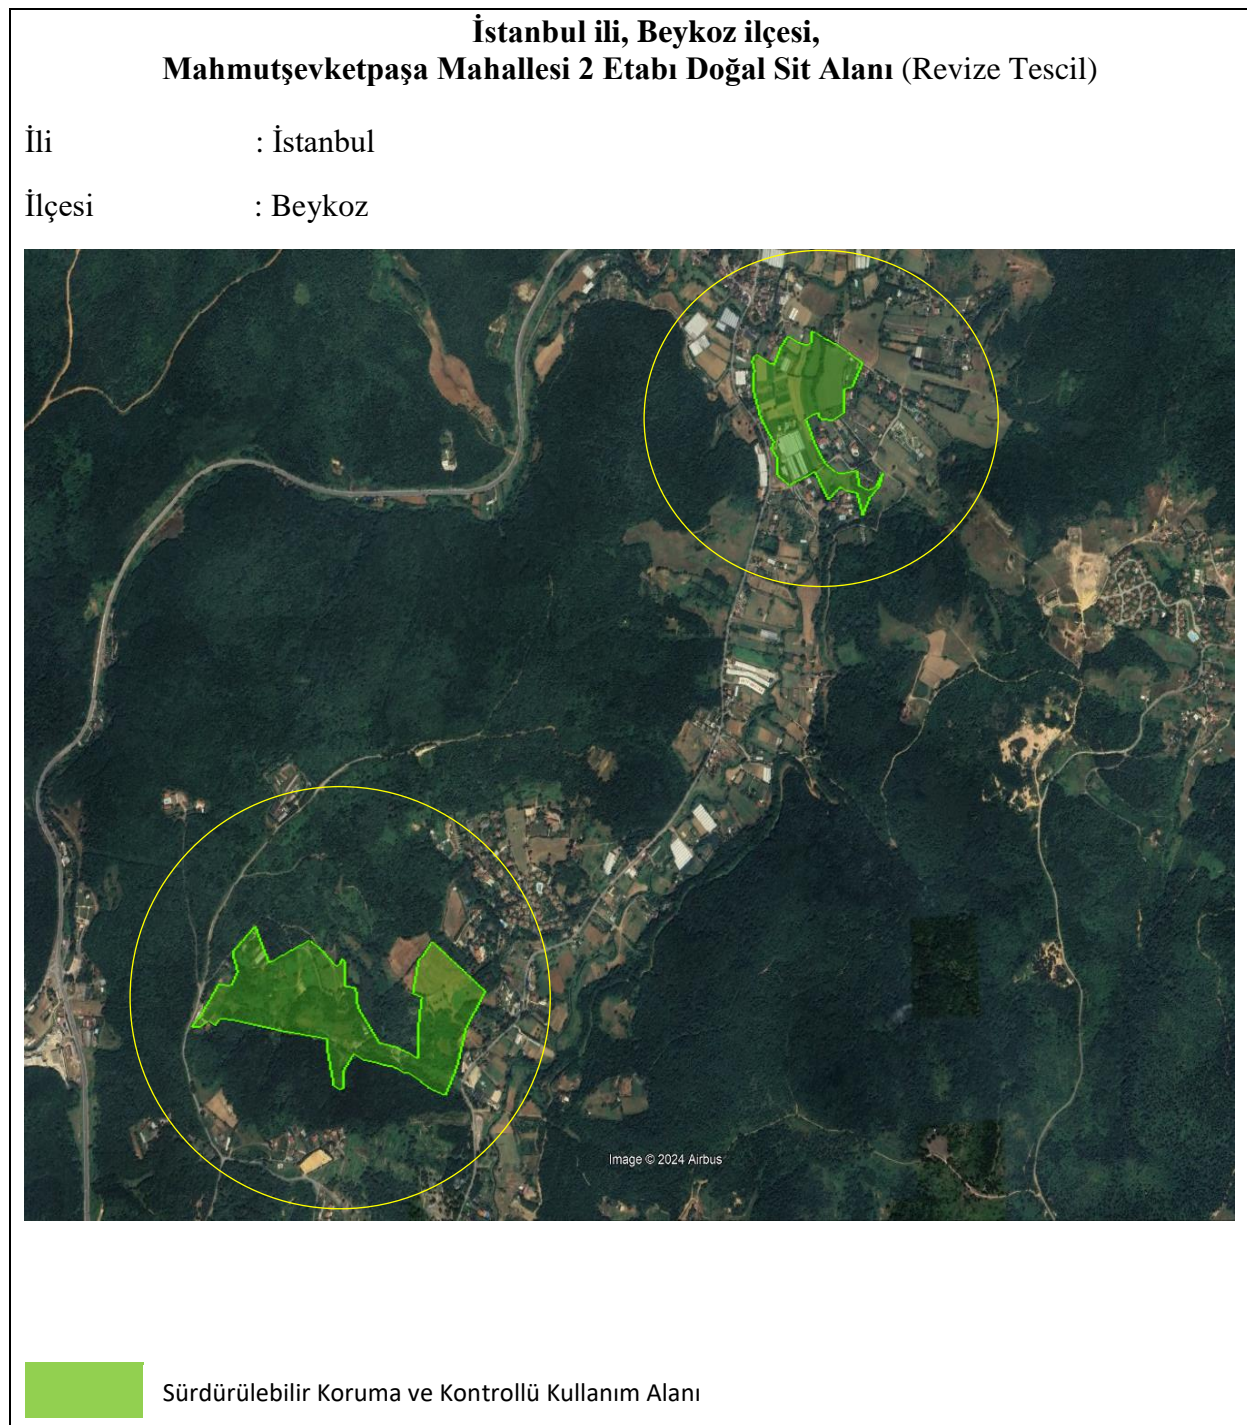 İstanbul ili, Beykoz ilçesi,
Mahmutşevketpaşa Mahallesi 2 Etabı Doğal Sit Alanı (Revize Tescil)
İli : İstanbul
İlçesi : Beykoz
Image © 2024 Airbus
Sürdürülebilir Koruma ve Kontrollü Kullanım Alanı